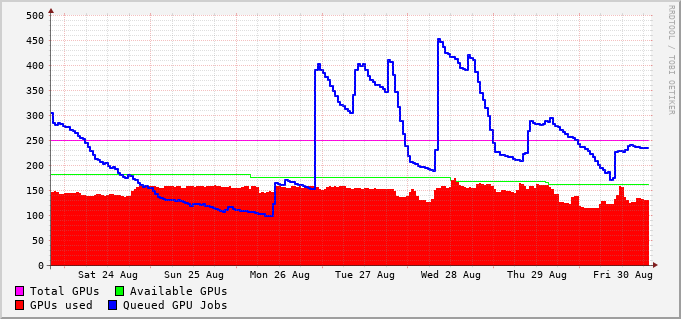 500
450
400
350
300
250
200
150
100
50
0
Sat 24 Aug Sun 25 Aug Mon 26 Aug Tue 27 Aug Wed 28 Aug Thu 29 Aug Fri 30 Aug
Total GPUs Available GPUs
GPUs used Queued GPU Jobs
RRDTOOL / TOBI OETIKER